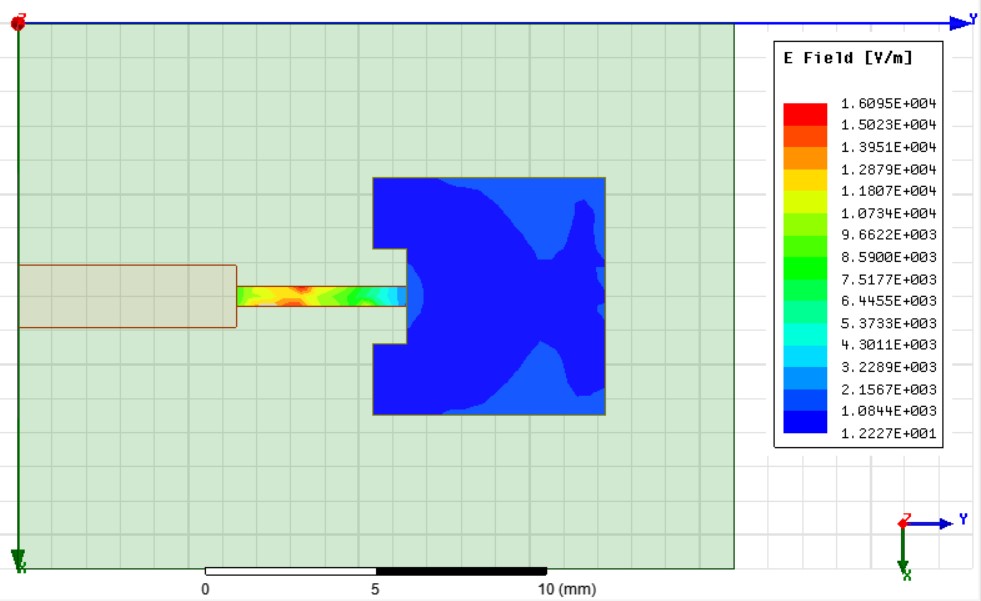 Z
Y
E Field [V/m]
1.6095E+004
1.5023E+004
1.3951E+004
1.2879E+004
1.1807E+004
1.0734E+004
9.6622E+003
8.5900E+003
7.5177E+003
6.4455E+003
5.3733E+003
4.3011E+003
3.2289E+003
2.1567E+003
1.0844E+003
1.2227E+001
Z
Y
X
X
0 5 10 (mm)